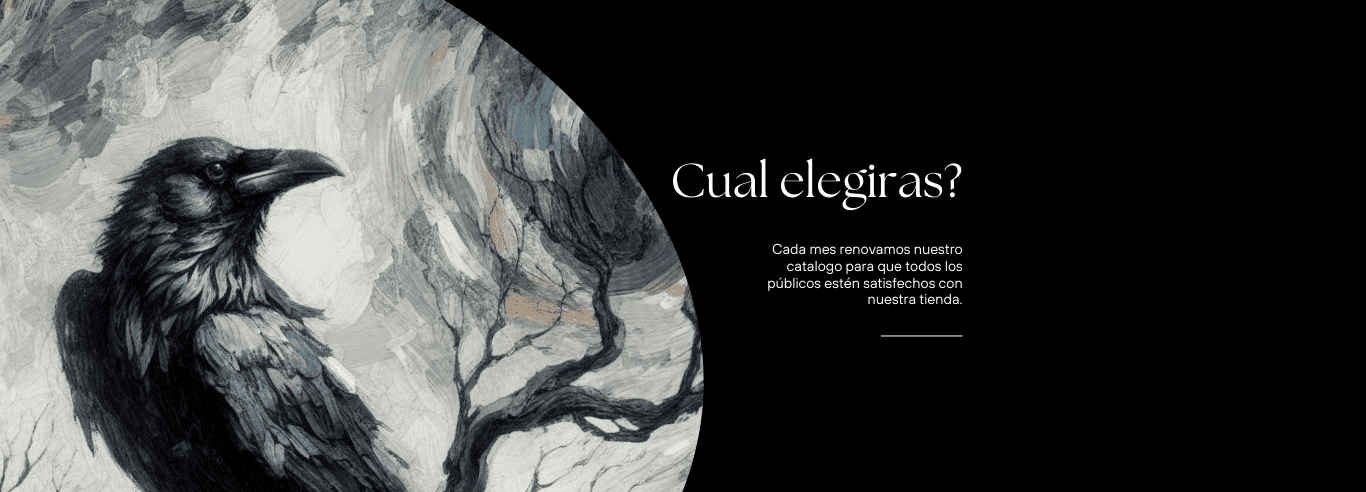 Cual elegiras?
Cada mes renovamos nuestro
catalogo para que todos los
públicos estén satisfechos con
nuestra tienda.